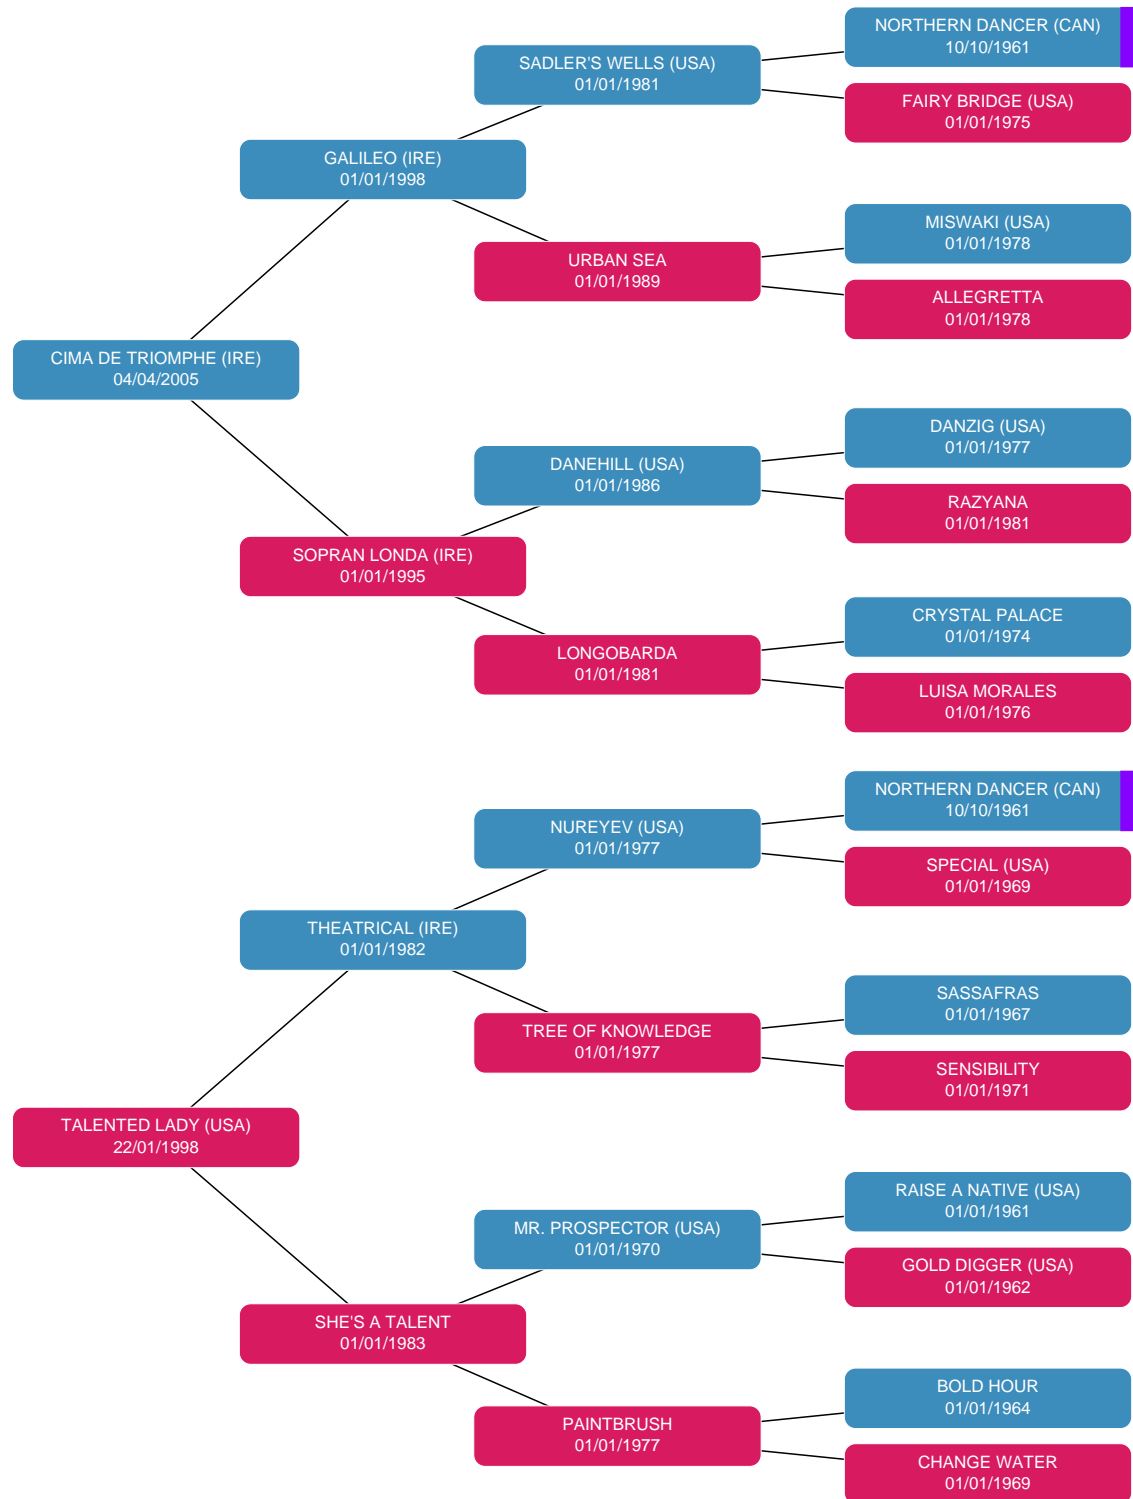 NORTHERN DANCER (CAN)
10/10/1961
SADLER'S WELLS (USA)
01/01/1981
FAIRY BRIDGE (USA)
01/01/1975
GALILEO (IRE)
01/01/1998
MISWAKI (USA)
01/01/1978
URBAN SEA
01/01/1989
ALLEGRETTA
01/01/1978
CIMA DE TRIOMPHE (IRE)
04/04/2005
DANZIG (USA)
01/01/1977
DANEHILL (USA)
01/01/1986
RAZYANA
01/01/1981
SOPRAN LONDA (IRE)
01/01/1995
CRYSTAL PALACE
01/01/1974
LONGOBARDA
01/01/1981
LUISA MORALES
01/01/1976
NORTHERN DANCER (CAN)
10/10/1961
NUREYEV (USA)
01/01/1977
SPECIAL (USA)
01/01/1969
THEATRICAL (IRE)
01/01/1982
SASSAFRAS
01/01/1967
TREE OF KNOWLEDGE
01/01/1977
SENSIBILITY
01/01/1971
TALENTED LADY (USA)
22/01/1998
RAISE A NATIVE (USA)
01/01/1961
MR. PROSPECTOR (USA)
01/01/1970
GOLD DIGGER (USA)
01/01/1962
SHE'S A TALENT
01/01/1983
BOLD HOUR
01/01/1964
PAINTBRUSH
01/01/1977
CHANGE WATER
01/01/1969